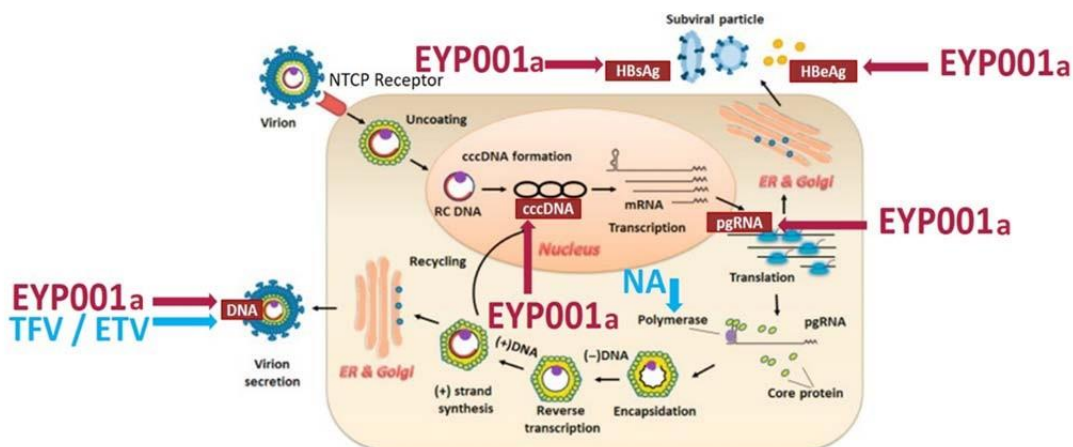 Subviral particle
EYP001a
HBsAg
HBeAg
EYP001a
NTCP Receptor
Virion
Uncoating
cccDNA formation
RC DNA
cccDNA
mRNA
Transcription
Nucleus
ER & Golgi
pgRNA
EYP001a
Translation
Recycling
EYP001a
TFV / ETV
DNA
Virion
secretion
ER & Golgi
EYP001a
NA
Polymerase
pgRNA
Core protein
(+)DNA
(−)DNA
(+) strand
synthesis
Reverse
transcription
Encapsidation